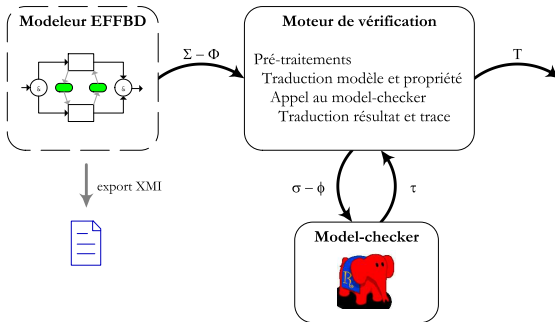 Modeleur EFFBD
&
&
export XMI
Σ – Φ
Moteur de vérification
Pré-traitements
Traduction modèle et propriété
Appel au model-checker
Traduction résultat et trace
T
σ – ϕ
τ
Model-checker
R